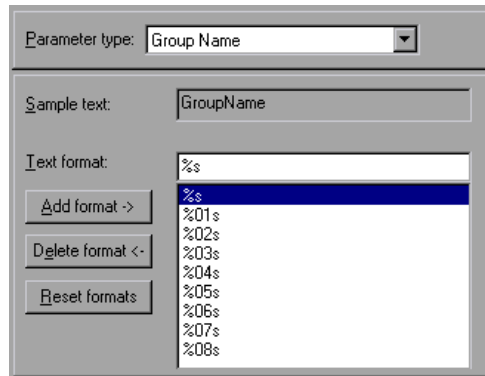 Parameter type: Group Name
Sample text: GroupName
Text format: %s
Add format ->
Delete format <-
Reset formats
%s
%01s
%02s
%03s
%04s
%05s
%06s
%07s
%08s